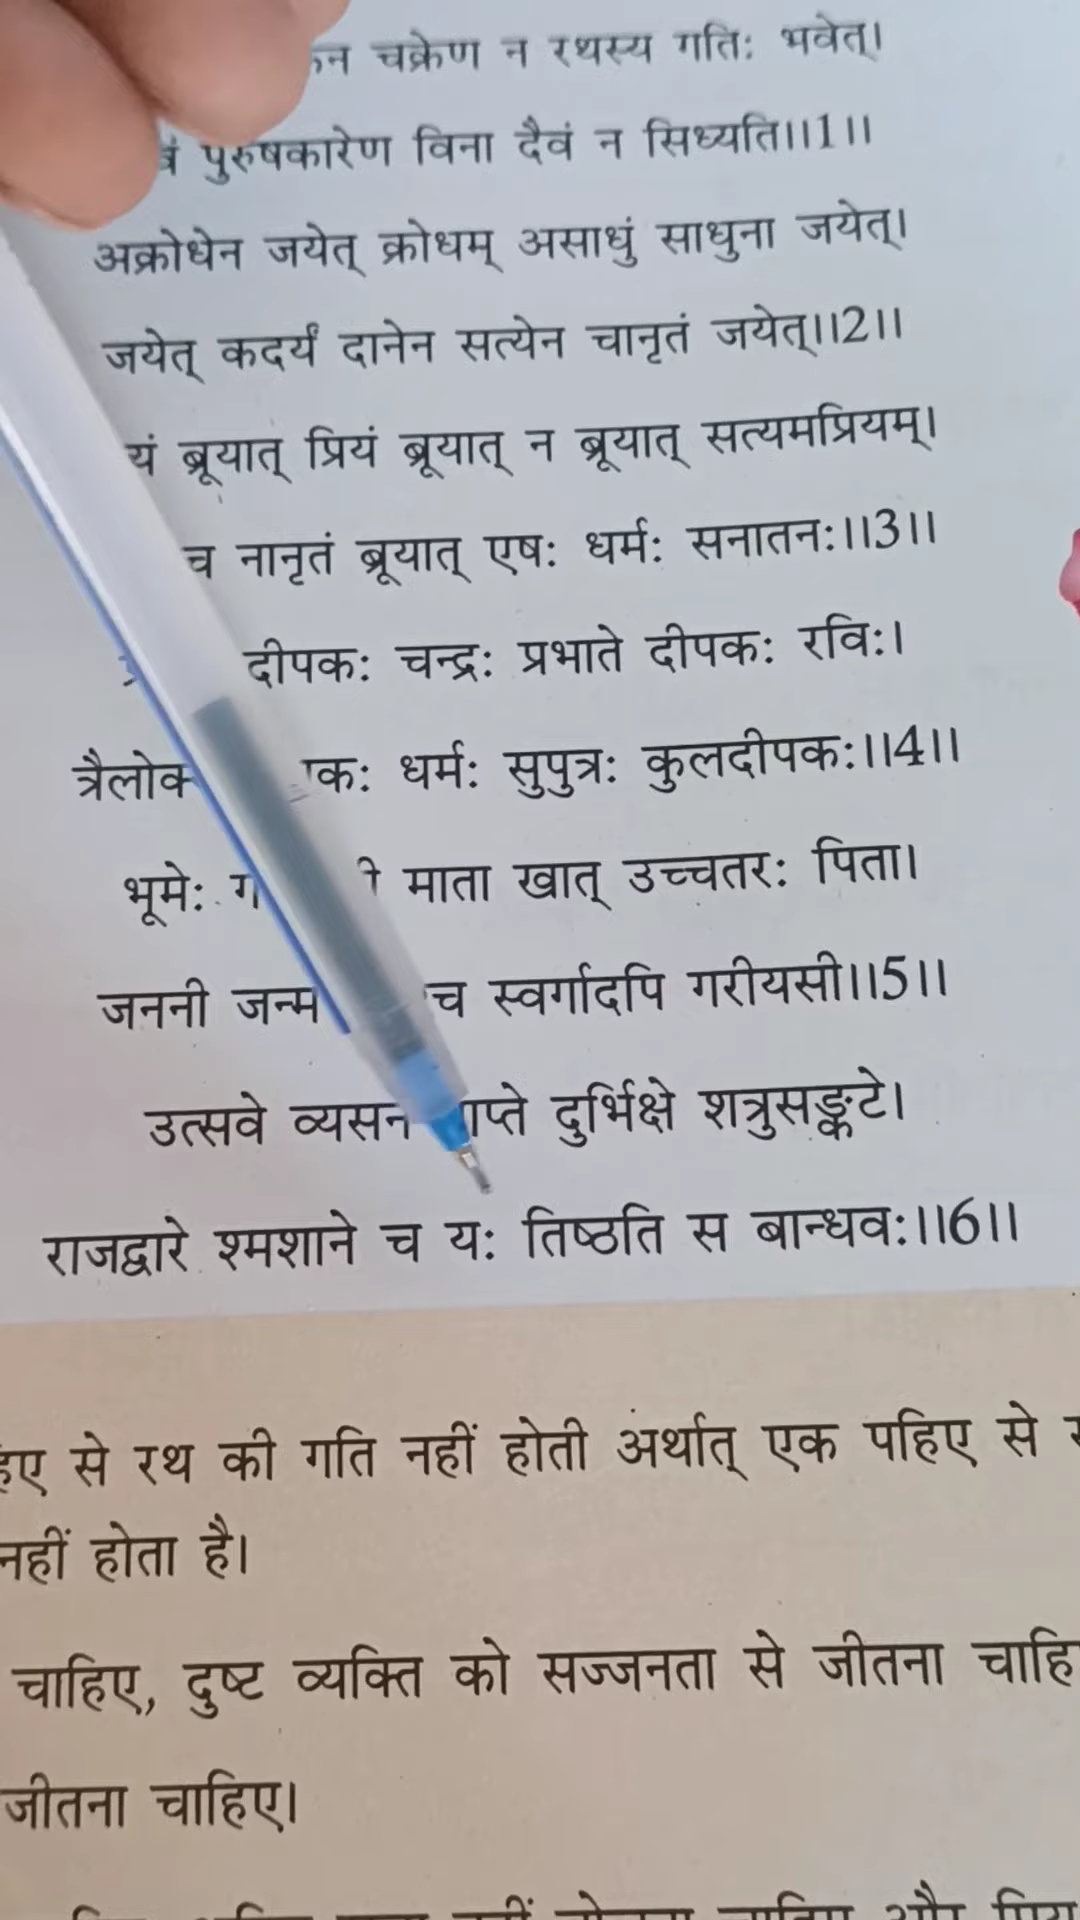 चक्रेण न रथस्य गतिः भवेत्।
पुरुषकारेण विना दैवं न सिध्यति।।1।।
अक्रोधेन जयेत् क्रोधम् असाधुं साधुना जयेत्।
जयेत् कदर्यं दानेन सत्येन चानृतं जयेत्।।2।।
ब्रूयात् प्रियं ब्रूयात् न ब्रूयात् सत्यमप्रियम्।
च नानृतं ब्रूयात् एषः धर्मः सनातनः।।3।।
दीपकः चन्द्रः प्रभाते दीपकः रविः।
धर्मः सुपुत्रः कुलदीपकः।।4।।
भूमेः माता खात् उच्चतरः पिता।
जननी जन्म च स्वर्गादपि गरीयसी।।5।।
उत्सवे व्यसन दुर्भिक्षे शत्रुसङ्कटे।
राजद्वारे श्मशाने च यः तिष्ठति स बान्धवः।।6।।
से रथ की गति नहीं होती अर्थात् एक पहिए से
नहीं होता है।
चाहिए, दुष्ट व्यक्ति को सज्जनता से जीतना चाहि
जीतना चाहिए।